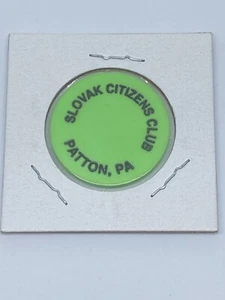 SLOVAK CITIZENS CLUB
PATTON, PA